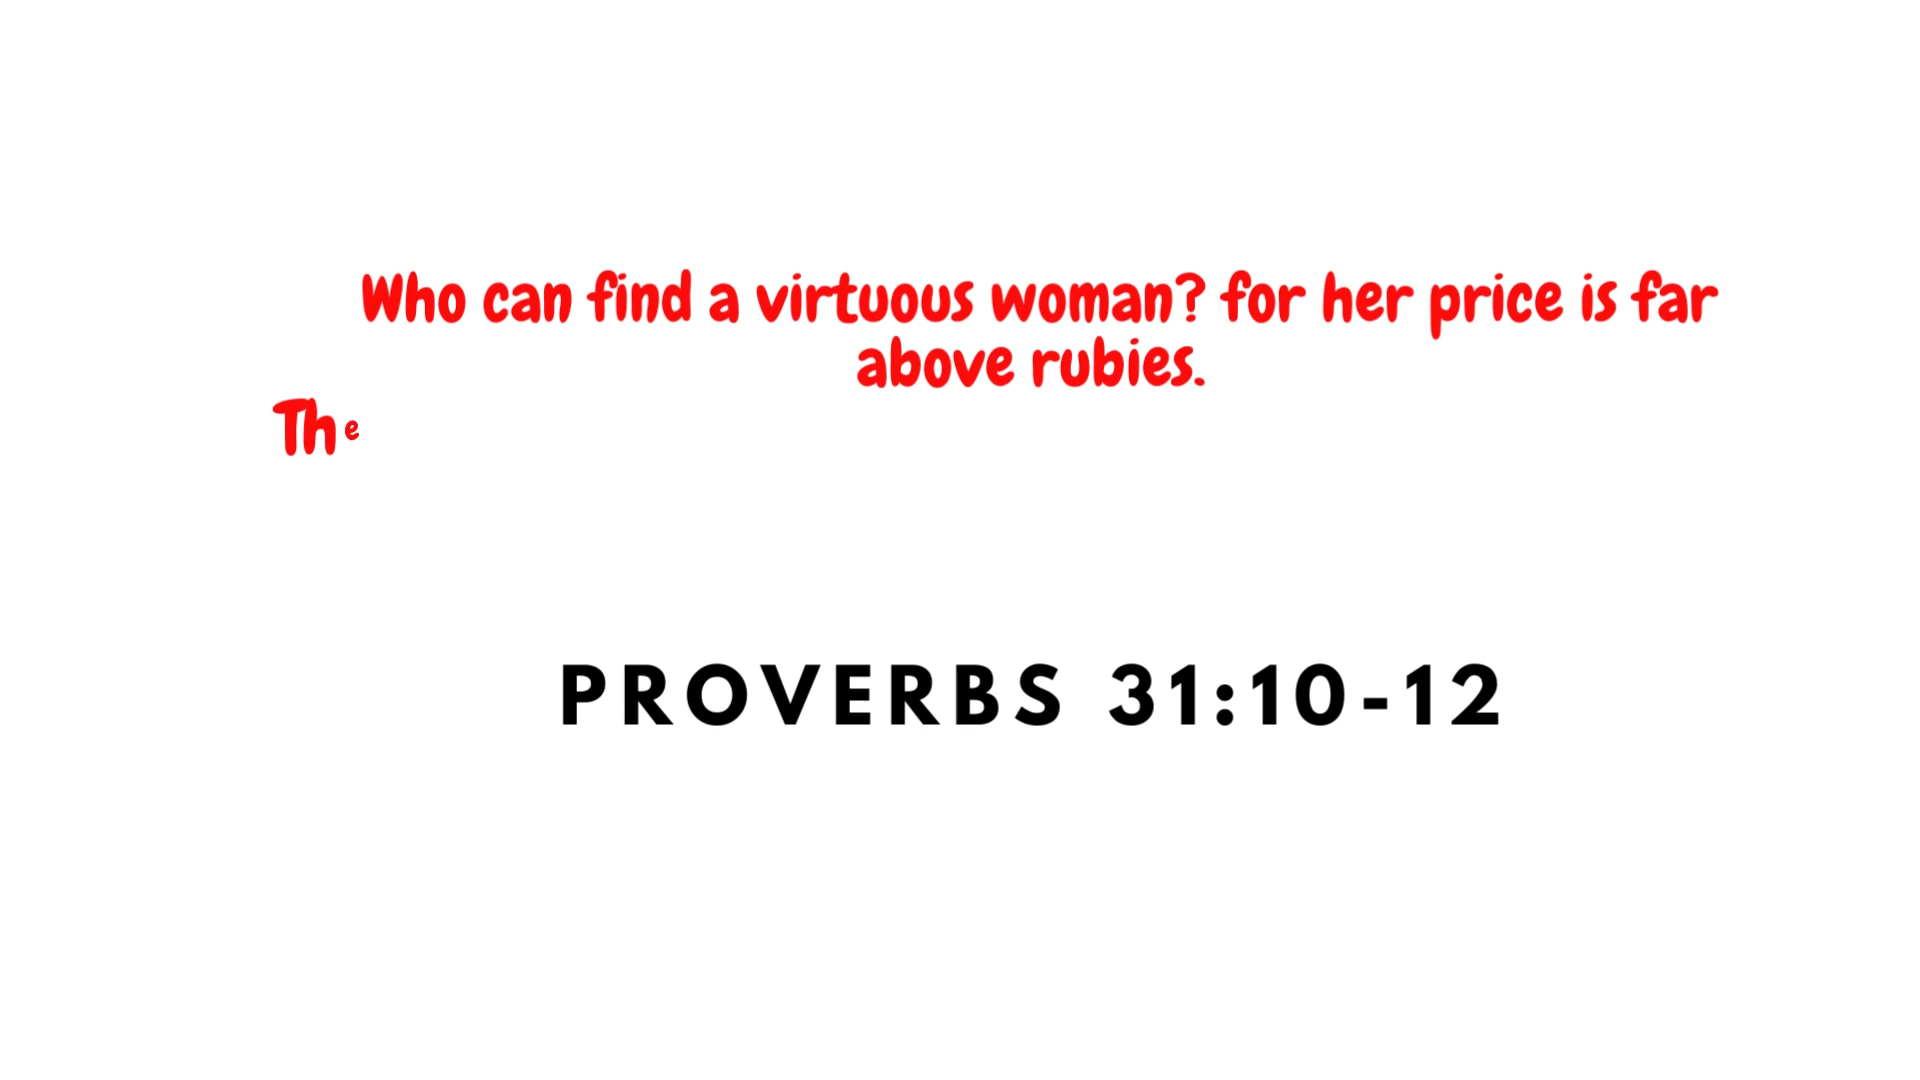 Who can find a virtuous woman? for her price is far
above rubies.
The
PROVERBS 31:10-12